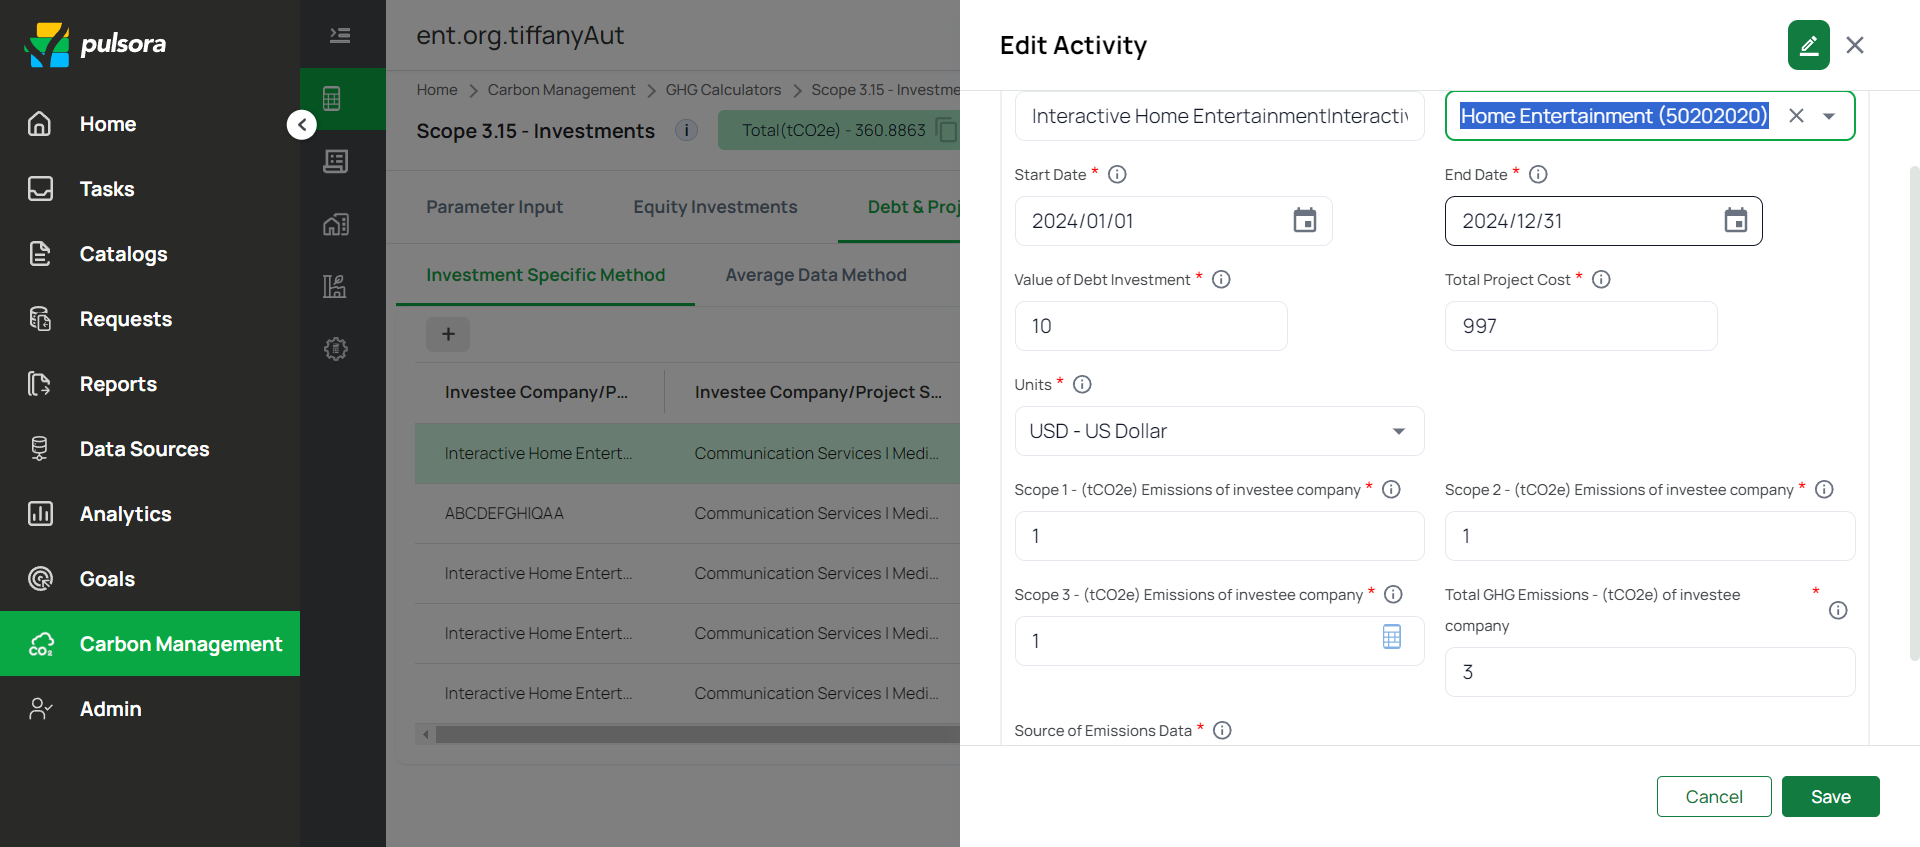 pulsora
Home
Tasks
Catalogs
Requests
Reports
Data Sources
Analytics
Goals
CO₂
Carbon Management
Admin
ent.org.tiffanyAut
Home > Carbon Management > GHG Calculators > Scope 3.15 - Investme
Scope 3.15 - Investments
i
Total(tCO2e) - 360.8863
Parameter Input
Equity Investments
Debt & Proj
Investment Specific Method
Average Data Method
+
Investee Company/P...
Investee Company/Project S...
Interactive Home Entert...
Communication Services | Medi...
ABCDEFGHIQAA
Communication Services | Medi...
Interactive Home Entert...
Communication Services | Medi...
Interactive Home Entert...
Communication Services | Medi...
Interactive Home Entert...
Communication Services | Medi...
Edit Activity
Interactive Home EntertainmentInteractiv
Home Entertainment (50202020)
Start Date *
End Date *
2024/01/01
2024/12/31
Value of Debt Investment *
Total Project Cost *
10
997
Units *
USD - US Dollar
Scope 1 - (tCO2e) Emissions of investee company *
Scope 2 - (tCO2e) Emissions of investee company *
1
1
Scope 3 - (tCO2e) Emissions of investee company *
Total GHG Emissions - (tCO2e) of investee *
company
1
3
Source of Emissions Data *
Cancel
Save